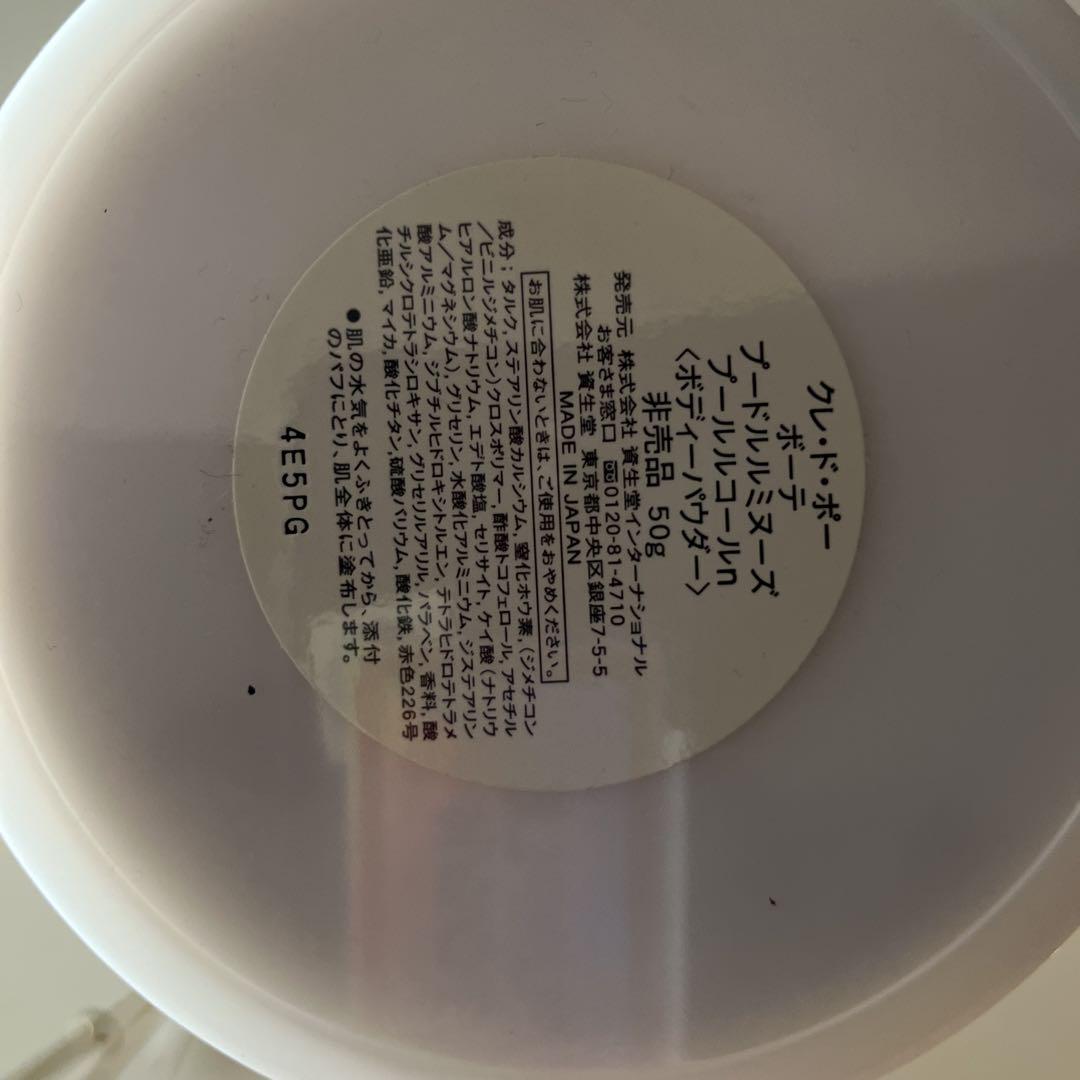 クレ・ド・ポー
ボーテ
プードルルミヌーズ
プールルコールn
〈ボディーパウダー〉
非売品 50g
発売元 株式会社 資生堂インターナショナル
お客さま窓口 0120-81-4710
株式会社 資生堂 東京都中央区銀座7-5-5
MADE IN JAPAN
お肌に合わないときは、ご使用をおやめください。
成分;タルク,ステアリン酸カルシウム,窒化ホウ素,(ジメチコン
/ビニルジメチコン)クロスポリマー,酢酸トコフェロール,アセチル
ヒアルロン酸ナトリウム,エデト酸塩,セリサイト,ケイ酸(ナトリウ
ム/マグネシウム),グリセリン,水酸化アルミニウム,ジステアリン
酸アルミニウム,ジブチルヒドロキシトルエン,テトラヒドロテトラメ
チルシクロテトラシロキサン,グリセリルアリル,パラベン,香料,酸
化亜鉛,マイカ,酸化チタン,硫酸バリウム,酸化鉄,赤色226号
●肌の水気をよくふきとってから、添付
のパフにとり、肌全体に塗布します。
4E5PG